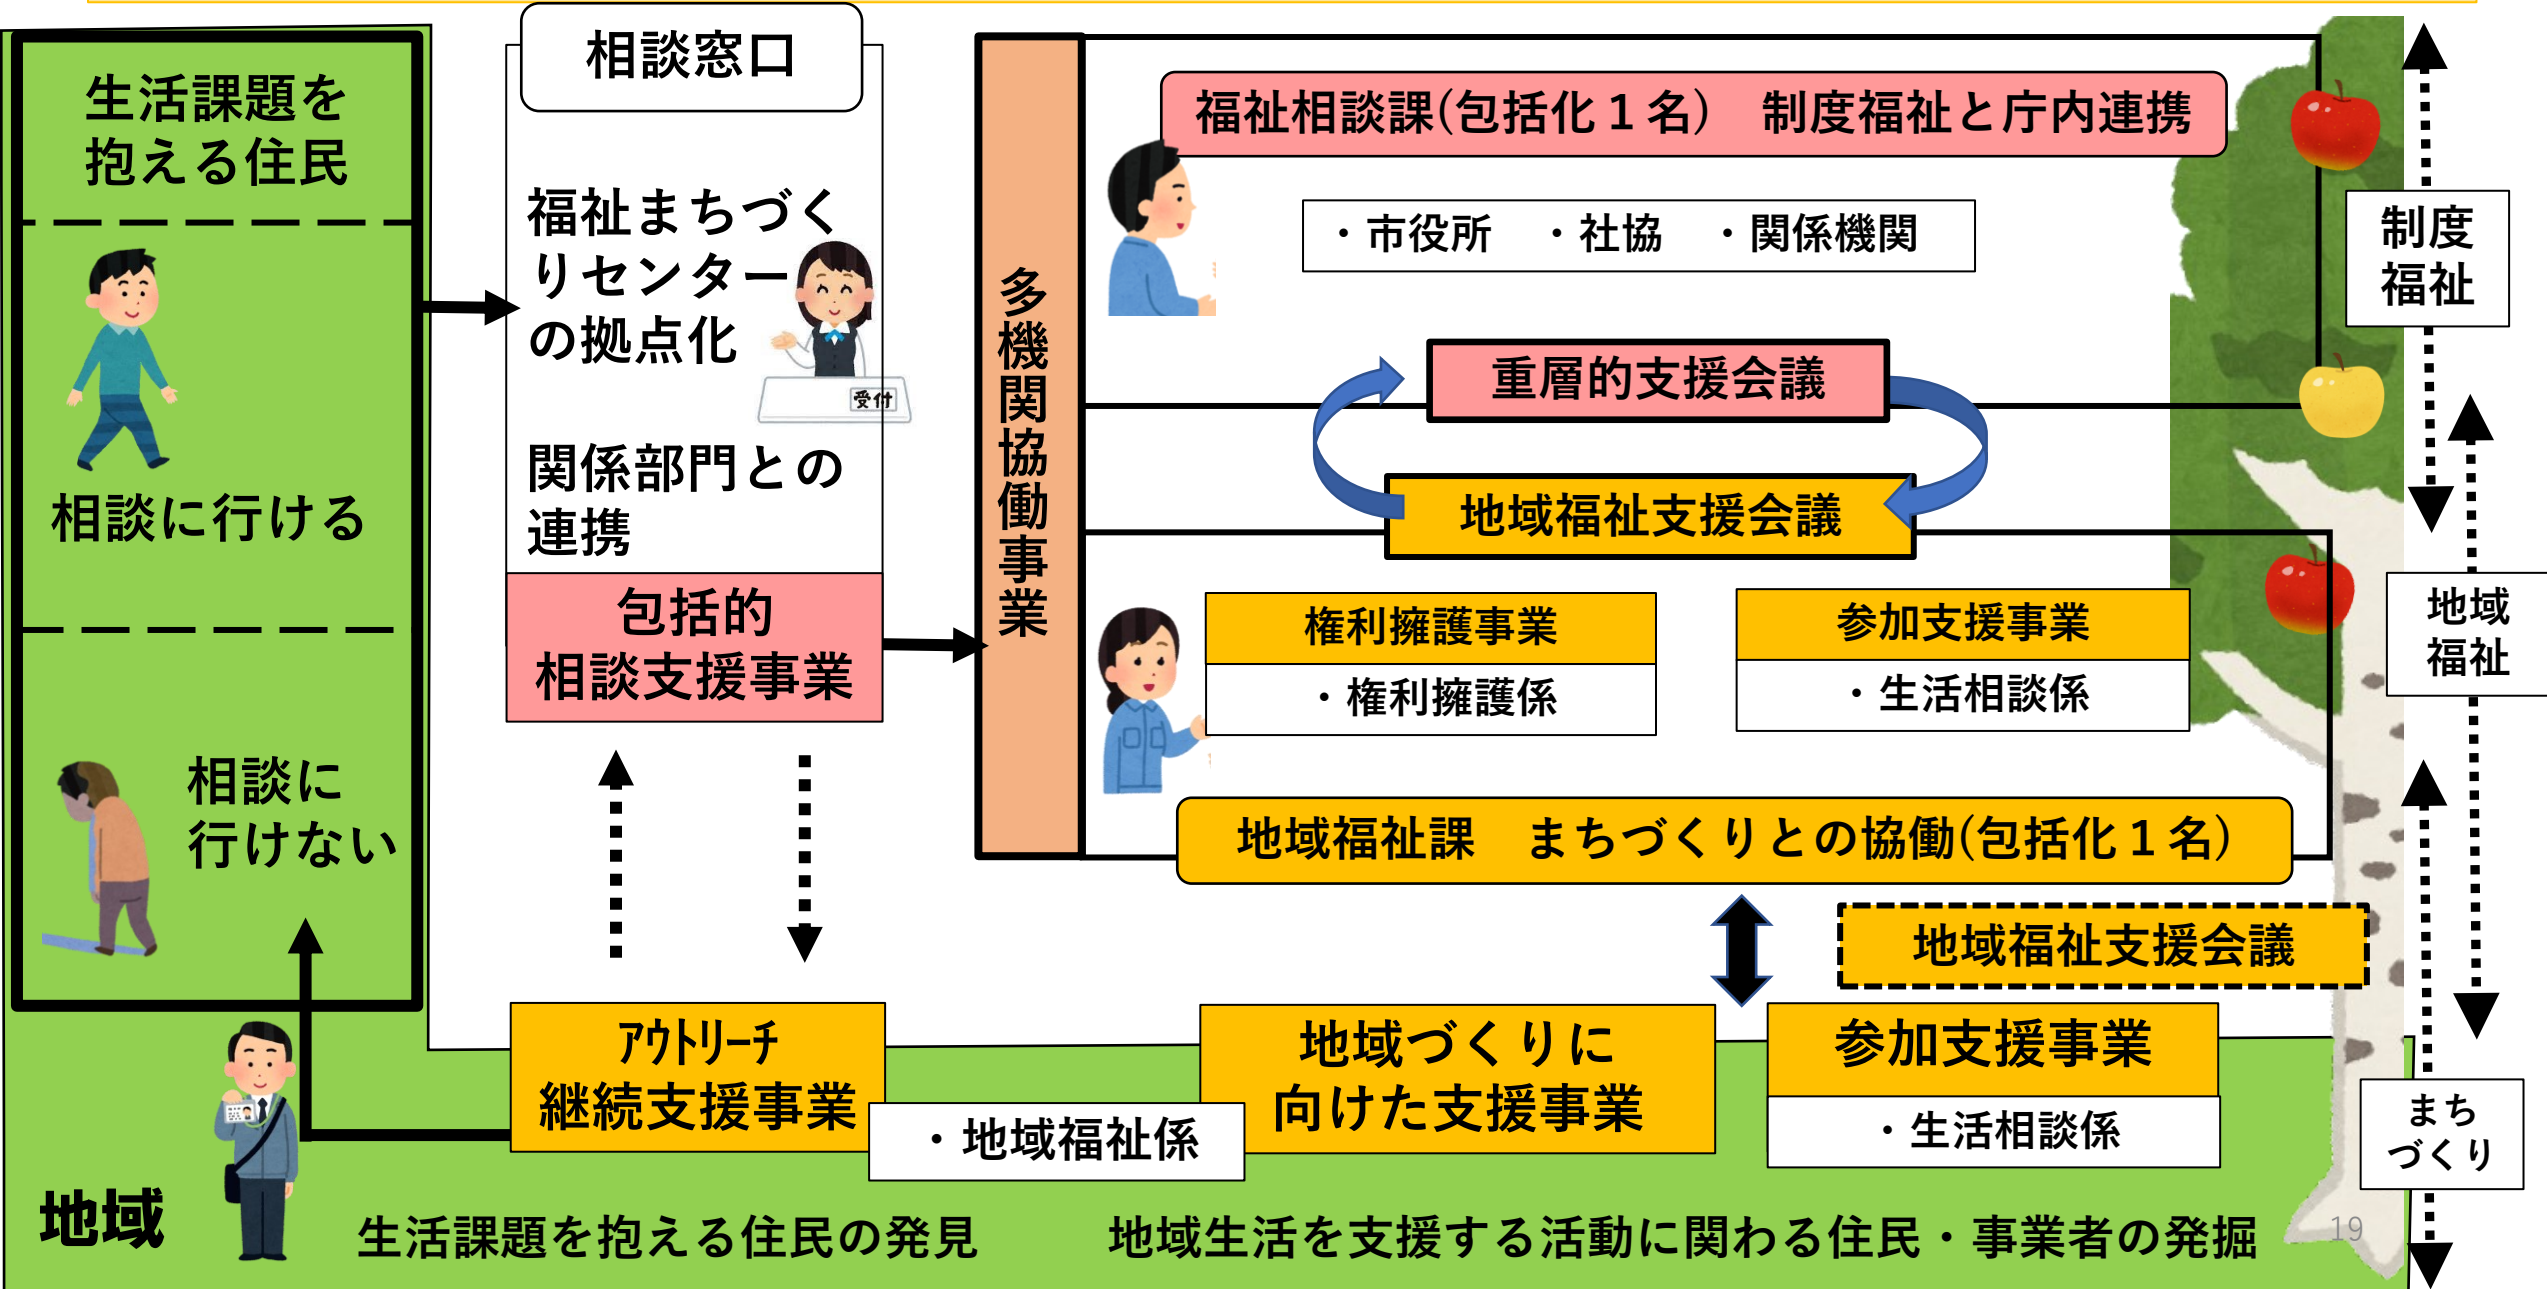 生活課題を
抱える住民
相談に行ける
相談に
行けない
相談窓口
福祉まちづく
りセンター
の拠点化
受付
関係部門との
連携
包括的
相談支援事業
多機関協働事業
福祉相談課(包括化１名)　制度福祉と庁内連携
・市役所　・社協　・関係機関
重層的支援会議
地域福祉支援会議
権利擁護事業
・権利擁護係
参加支援事業
・生活相談係
地域福祉課　まちづくりとの協働(包括化１名)
地域福祉支援会議
ｱｳﾄﾘｰﾁ
継続支援事業
・地域福祉係
地域づくりに
向けた支援事業
参加支援事業
・生活相談係
制度
福祉
地域
福祉
まち
づくり
地域
生活課題を抱える住民の発見
地域生活を支援する活動に関わる住民・事業者の発掘
19